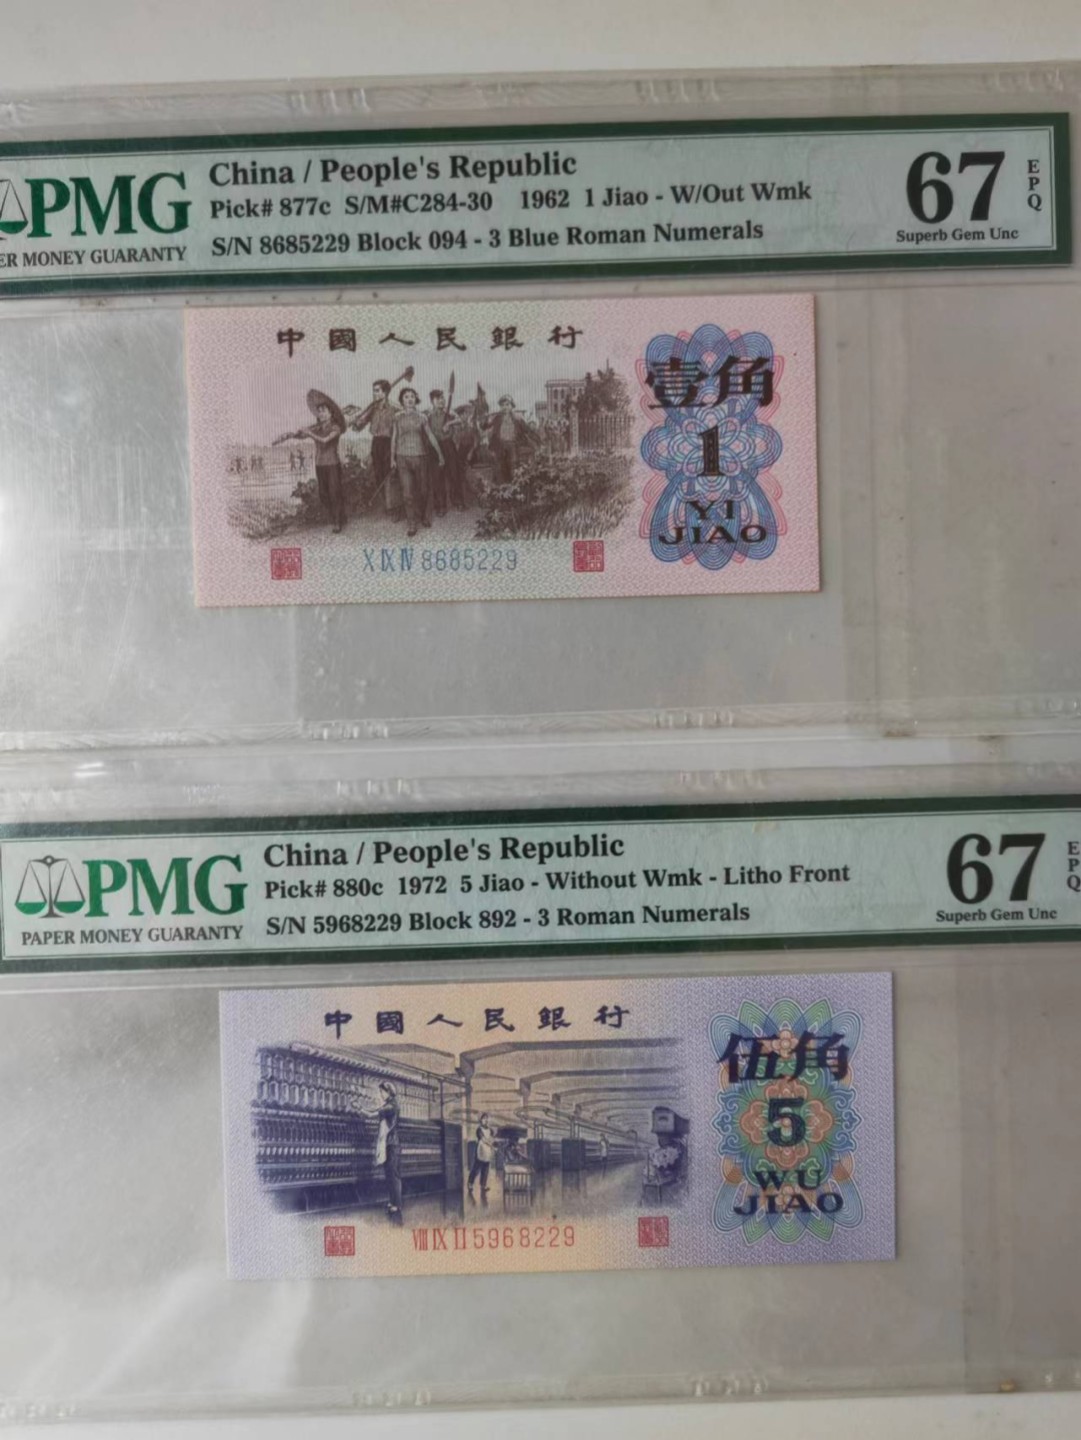 PMG
ER MONEY GUARANTY
China / People's Republic
Pick# 877c S/M#C284-30 1962 1 Jiao - W/Out Wmk
S/N 8685229 Block 094 - 3 Blue Roman Numerals
67
EPQ
Superb Gem Unc
中國人民銀行
壹角
1
YI
JIAO
X IX IV 8685229
PMG
PAPER MONEY GUARANTY
China / People's Republic
Pick# 880c 1972 5 Jiao - Without Wmk - Litho Front
S/N 5968229 Block 892 - 3 Roman Numerals
67
EPQ
Superb Gem Unc
中國人民銀行
伍角
5
WU
JIAO
VIII IX II 5968229